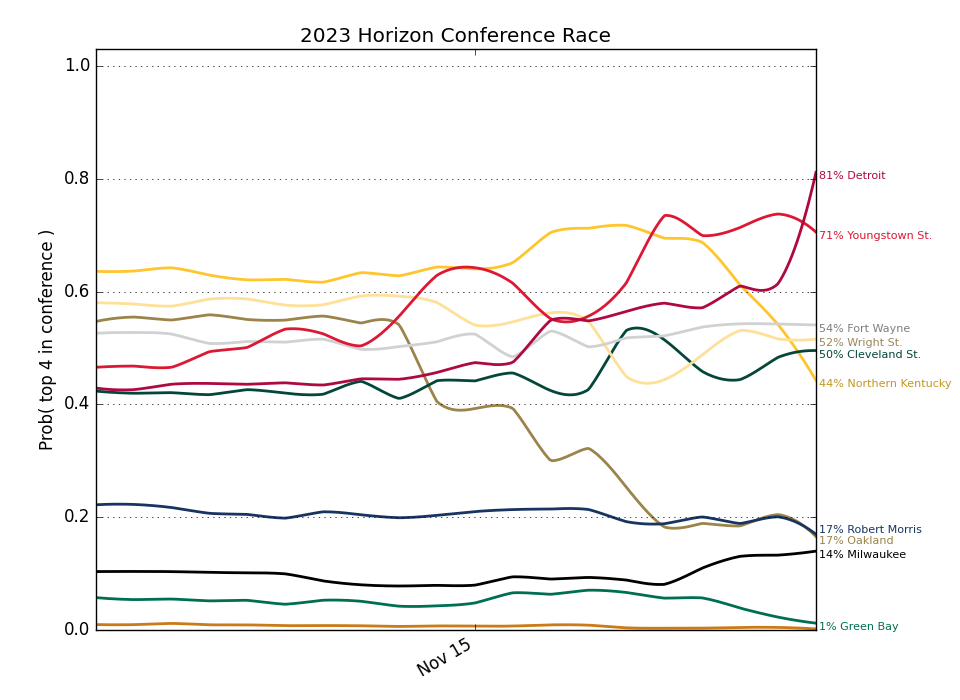 2023 Horizon Conference Race
1.0
0.8
0.6
0.4
0.2
0.0
Prob( top 4 in conference )
Nov 15
81% Detroit
71% Youngstown St.
54% Fort Wayne
52% Wright St.
50% Cleveland St.
44% Northern Kentucky
17% Robert Morris
17% Oakland
14% Milwaukee
1% Green Bay